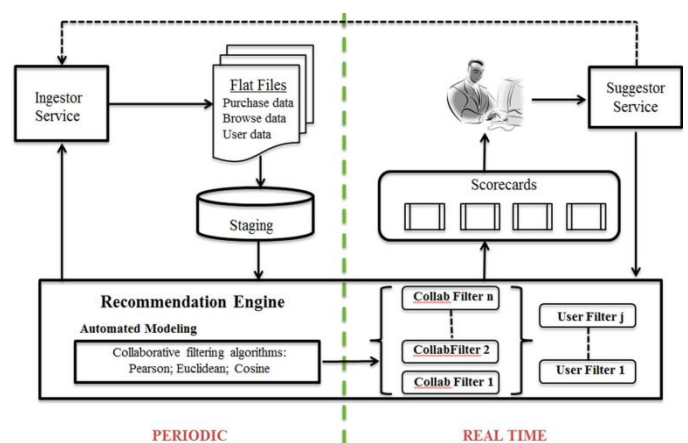 Ingestor
Service
Flat Files
Purchase data
Browse data
User data
Staging
Suggestor
Service
Scorecards
Recommendation Engine
Automated Modeling
Collaborative filtering algorithms:
Pearson; Euclidean; Cosine
Collab Filter n
CollabFilter 2
Collab Filter 1
User Filter j
User Filter 1
PERIODIC
REAL TIME